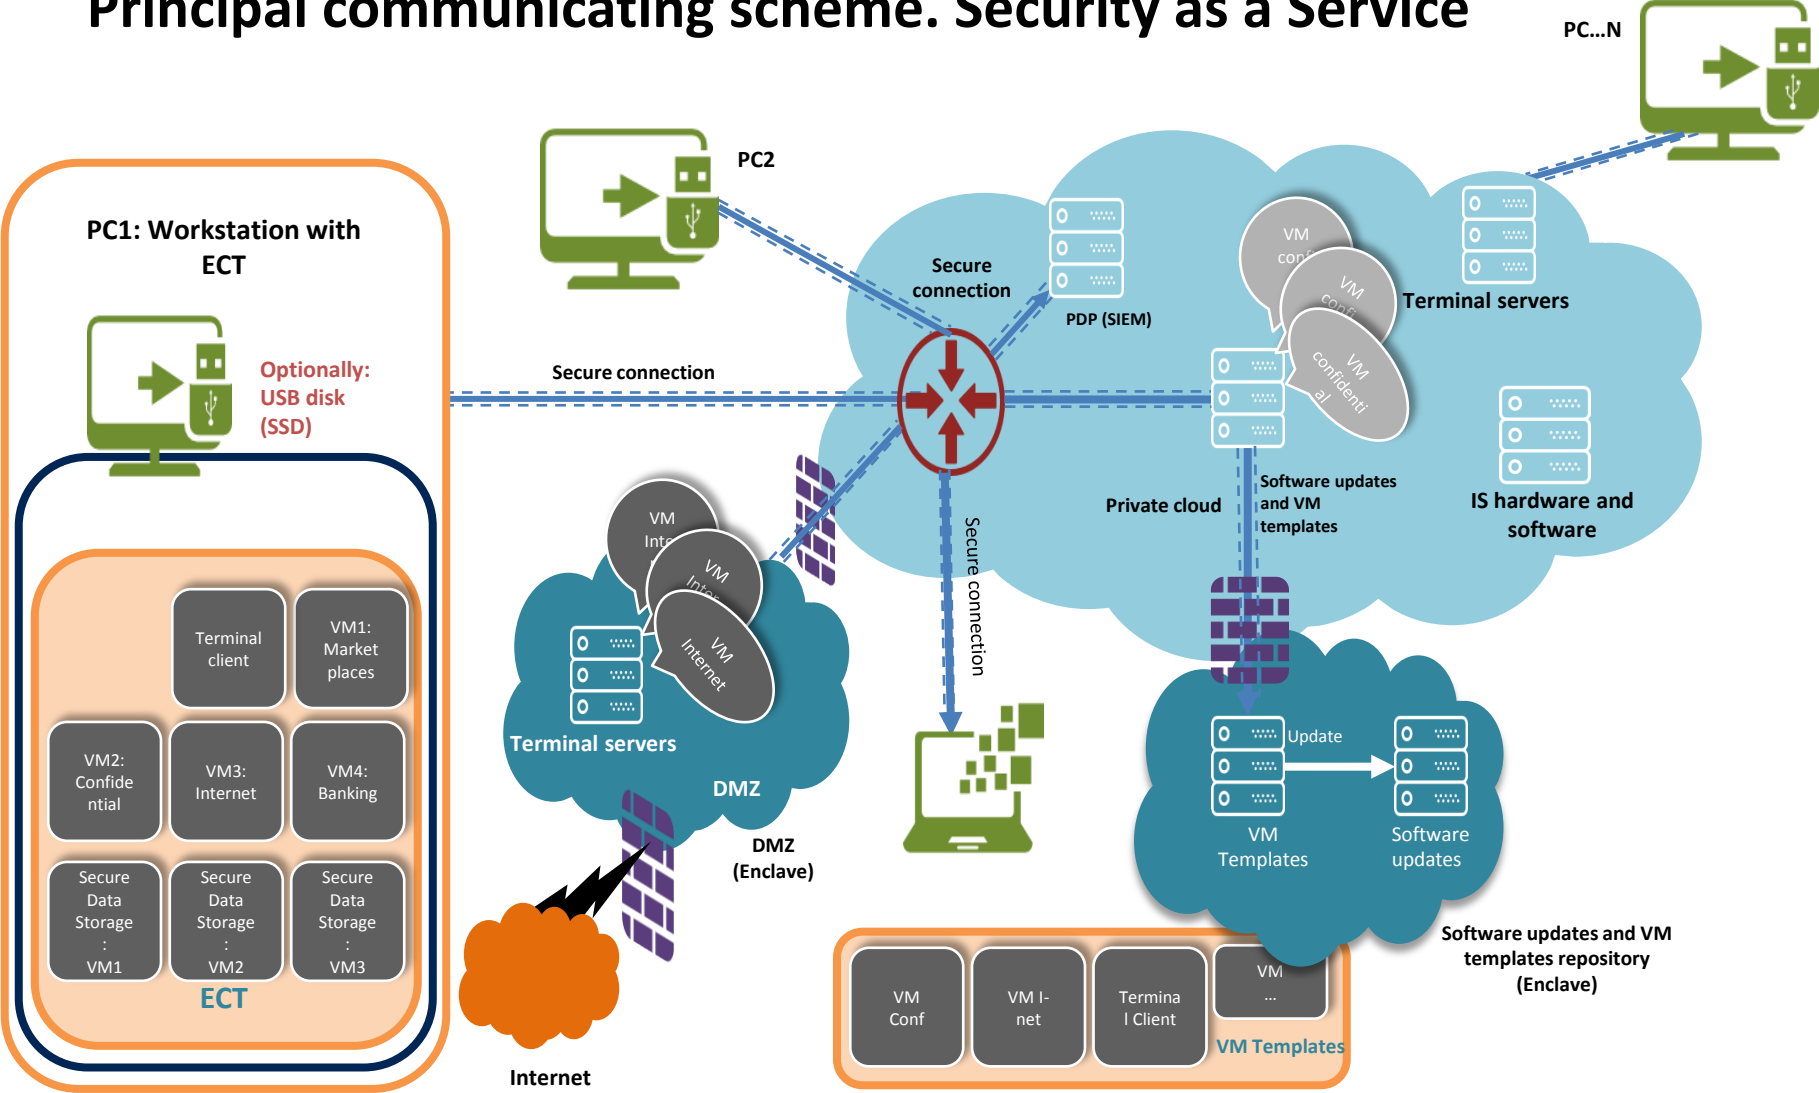 Principal communicating scheme. Security as a Service
PC...N
PC2
PC1: Workstation with
ECT
Optionally:
USB disk
(SSD)
Secure connection
Secure
connection
PDP (SIEM)
VM
conf
VM
confi
VM
confidenti
al
Terminal servers
IS hardware and
software
Private cloud
Software updates
and VM
templates
Secure connection
VM
Inte
VM
Inter
VM
Internet
Terminal servers
DMZ
DMZ
(Enclave)
Internet
Terminal
client
VM1:
Market
places
VM2:
Confide
ntial
VM3:
Internet
VM4:
Banking
Secure
Data
Storage
:
VM1
Secure
Data
Storage
:
VM2
Secure
Data
Storage
:
VM3
ECT
Update
VM
Templates
Software
updates
Software updates and VM
templates repository
(Enclave)
VM
Conf
VM I-
net
Termina
l Client
VM
...
VM Templates